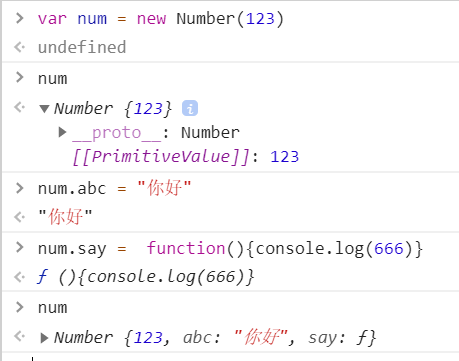 > var num = new Number(123)
<· undefined
> num
<· ▼Number {123} i
▶__proto__: Number
[[PrimitiveValue]]: 123
> num.abc = "你好"
<· "你好"
> num.say =  function(){console.log(666)}
<· ƒ (){console.log(666)}
> num
<· ▶Number {123, abc: "你好", say: ƒ}